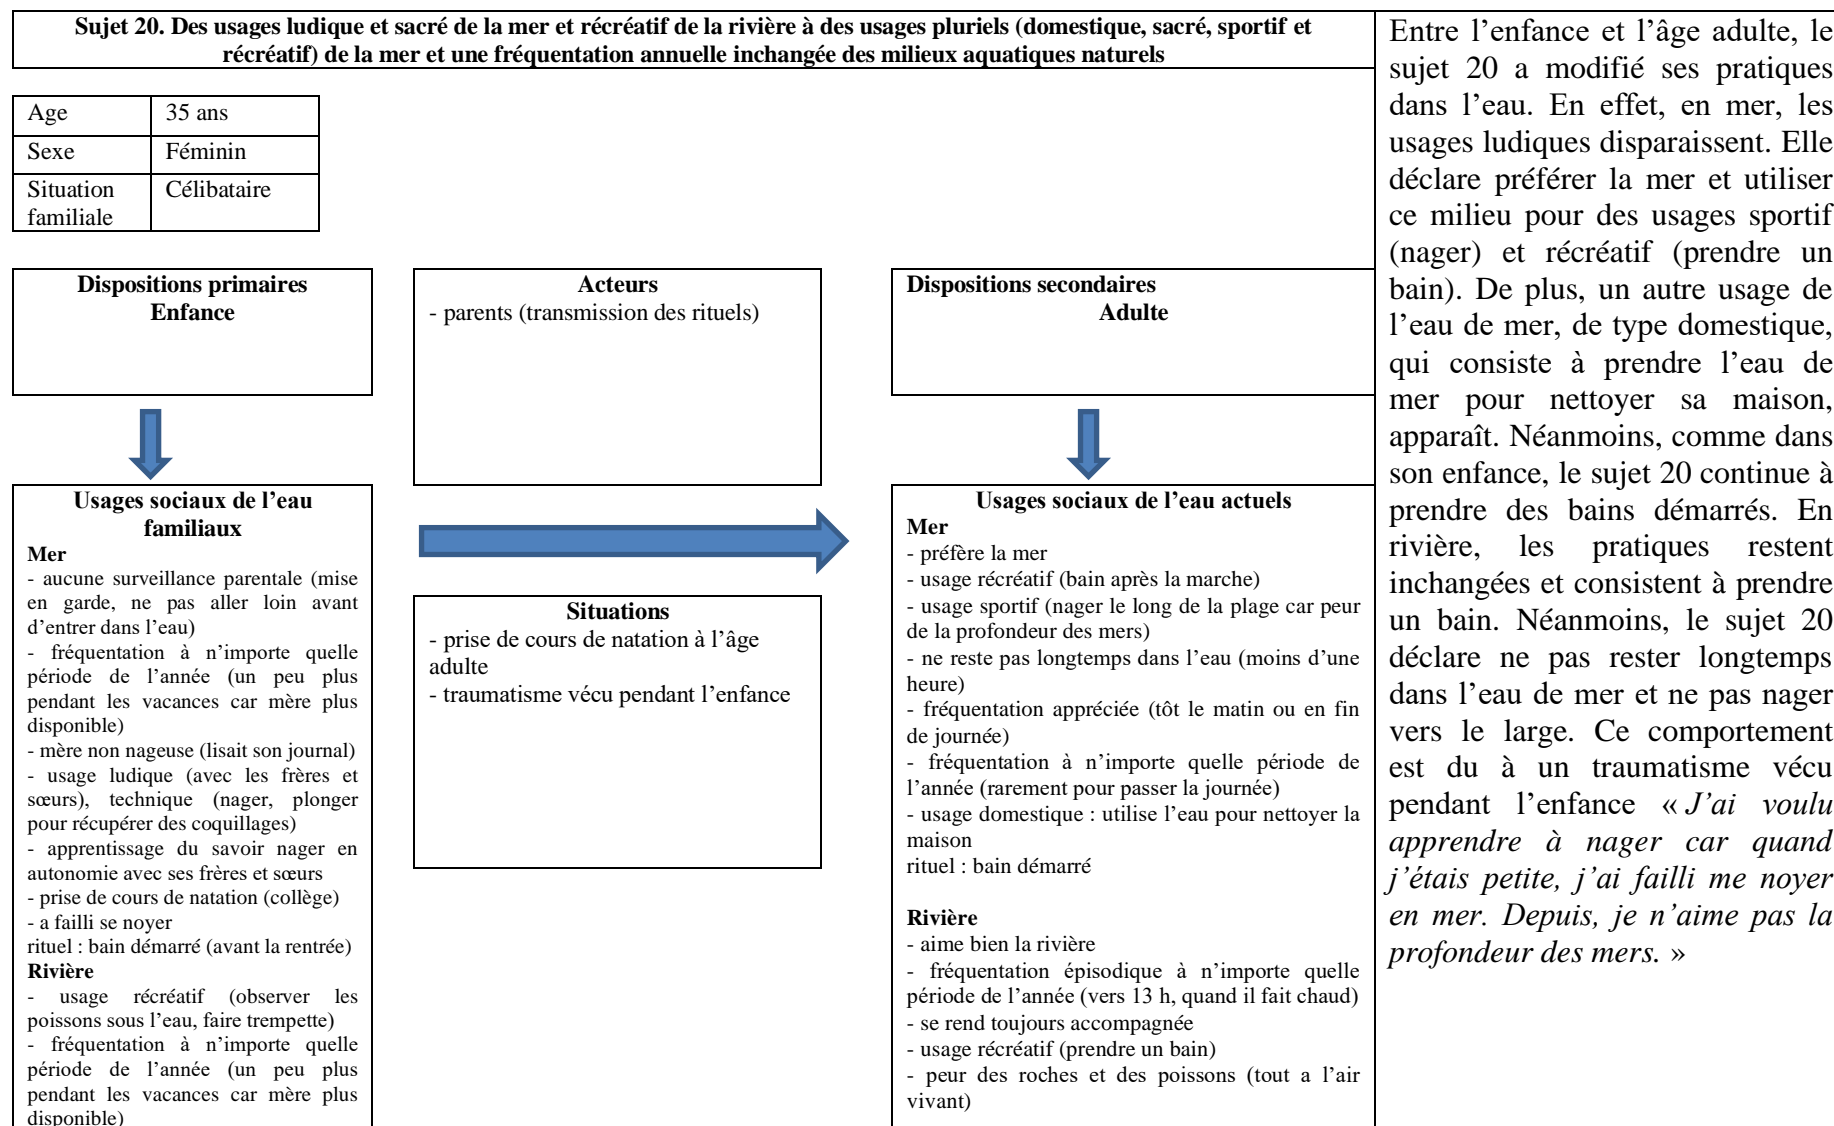 Sujet 20. Des usages ludique et sacré de la mer et récréatif de la rivière à des usages pluriels (domestique, sacré, sportif et
récréatif) de la mer et une fréquentation annuelle inchangée des milieux aquatiques naturels
Age 35 ans
Sexe Féminin
Situation Célibataire
familiale
Dispositions primaires
Enfance
Usages sociaux de l’eau
familiaux
Mer
- aucune surveillance parentale (mise
en garde, ne pas aller loin avant
d’entrer dans l’eau)
- fréquentation à n’importe quelle
période de l’année (un peu plus
pendant les vacances car mère plus
disponible)
- mère non nageuse (lisait son journal)
- usage ludique (avec les frères et
sœurs), technique (nager, plonger
pour récupérer des coquillages)
- apprentissage du savoir nager en
autonomie avec ses frères et sœurs
- prise de cours de natation (collège)
- a failli se noyer
rituel : bain démarré (avant la rentrée)
Rivière
- usage récréatif (observer les
poissons sous l’eau, faire trempette)
- fréquentation à n’importe quelle
période de l’année (un peu plus
pendant les vacances car mère plus
disponible)
Acteurs
- parents (transmission des rituels)
Situations
- prise de cours de natation à l’âge
adulte
- traumatisme vécu pendant l’enfance
Dispositions secondaires
Adulte
Usages sociaux de l’eau actuels
Mer
- préfère la mer
- usage récréatif (bain après la marche)
- usage sportif (nager le long de la plage car peur
de la profondeur des mers)
- ne reste pas longtemps dans l’eau (moins d’une
heure)
- fréquentation appréciée (tôt le matin ou en fin
de journée)
- fréquentation à n’importe quelle période de
l’année (rarement pour passer la journée)
- usage domestique : utilise l’eau pour nettoyer la
maison
rituel : bain démarré
Rivière
- aime bien la rivière
- fréquentation épisodique à n’importe quelle
période de l’année (vers 13 h, quand il fait chaud)
- se rend toujours accompagnée
- usage récréatif (prendre un bain)
- peur des roches et des poissons (tout a l’air
vivant)
Entre l’enfance et l’âge adulte, le
sujet 20 a modifié ses pratiques
dans l’eau. En effet, en mer, les
usages ludiques disparaissent. Elle
déclare préférer la mer et utiliser
ce milieu pour des usages sportif
(nager) et récréatif (prendre un
bain). De plus, un autre usage de
l’eau de mer, de type domestique,
qui consiste à prendre l’eau de
mer pour nettoyer sa maison,
apparaît. Néanmoins, comme dans
son enfance, le sujet 20 continue à
prendre des bains démarrés. En
rivière, les pratiques restent
inchangées et consistent à prendre
un bain. Néanmoins, le sujet 20
déclare ne pas rester longtemps
dans l’eau de mer et ne pas nager
vers le large. Ce comportement
est du à un traumatisme vécu
pendant l’enfance « J’ai voulu
apprendre à nager car quand
j’étais petite, j’ai failli me noyer
en mer. Depuis, je n’aime pas la
profondeur des mers. »